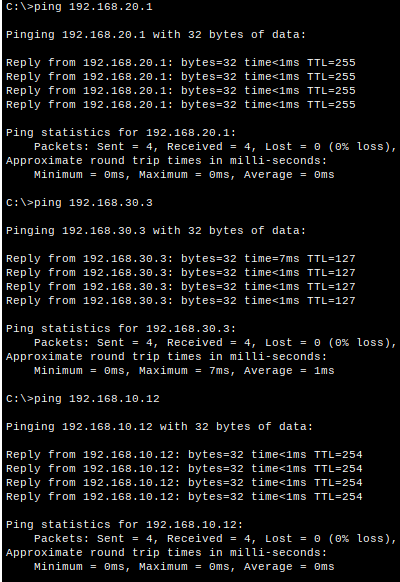 C:\>ping 192.168.20.1
Pinging 192.168.20.1 with 32 bytes of data:
Reply from 192.168.20.1: bytes=32 time<1ms TTL=255
Reply from 192.168.20.1: bytes=32 time<1ms TTL=255
Reply from 192.168.20.1: bytes=32 time<1ms TTL=255
Reply from 192.168.20.1: bytes=32 time<1ms TTL=255
Ping statistics for 192.168.20.1:
    Packets: Sent = 4, Received = 4, Lost = 0 (0% loss),
Approximate round trip times in milli-seconds:
    Minimum = 0ms, Maximum = 0ms, Average = 0ms
C:\>ping 192.168.30.3
Pinging 192.168.30.3 with 32 bytes of data:
Reply from 192.168.30.3: bytes=32 time=7ms TTL=127
Reply from 192.168.30.3: bytes=32 time<1ms TTL=127
Reply from 192.168.30.3: bytes=32 time<1ms TTL=127
Reply from 192.168.30.3: bytes=32 time<1ms TTL=127
Ping statistics for 192.168.30.3:
    Packets: Sent = 4, Received = 4, Lost = 0 (0% loss),
Approximate round trip times in milli-seconds:
    Minimum = 0ms, Maximum = 7ms, Average = 1ms
C:\>ping 192.168.10.12
Pinging 192.168.10.12 with 32 bytes of data:
Reply from 192.168.10.12: bytes=32 time<1ms TTL=254
Reply from 192.168.10.12: bytes=32 time<1ms TTL=254
Reply from 192.168.10.12: bytes=32 time<1ms TTL=254
Reply from 192.168.10.12: bytes=32 time<1ms TTL=254
Ping statistics for 192.168.10.12:
    Packets: Sent = 4, Received = 4, Lost = 0 (0% loss),
Approximate round trip times in milli-seconds:
    Minimum = 0ms, Maximum = 0ms, Average = 0ms